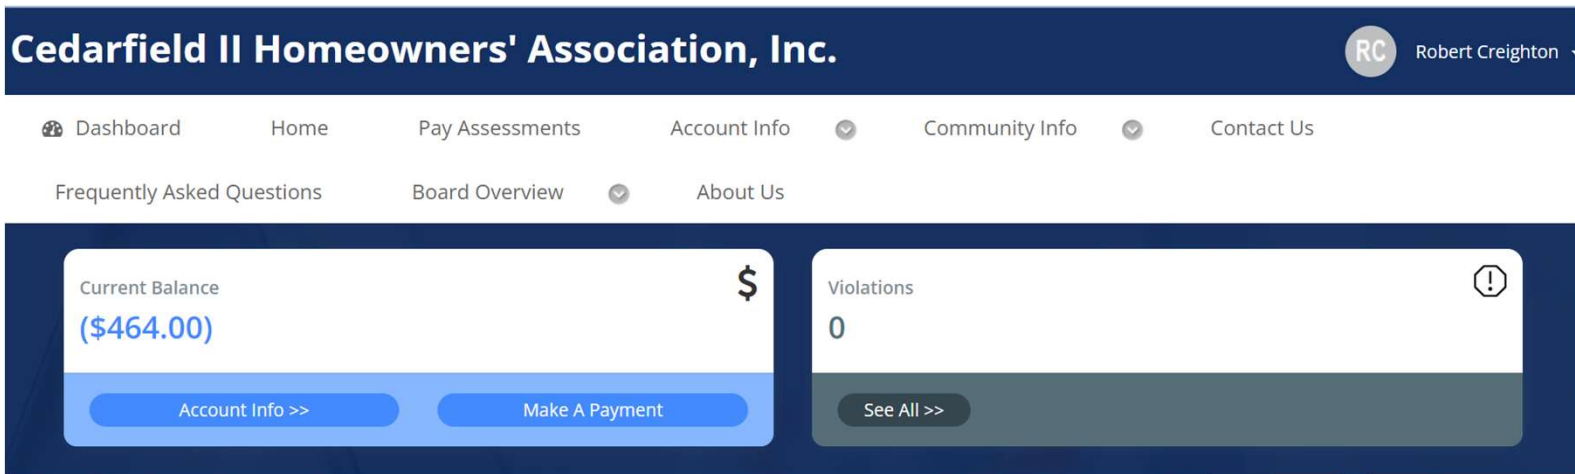 Cedarfield II Homeowners' Association, Inc.
RC
Robert Creighton
Dashboard Home Pay Assessments Account Info Community Info Contact Us
Frequently Asked Questions Board Overview About Us
Current Balance
$
($464.00)
Account Info >> Make A Payment
Violations
0
See All >>